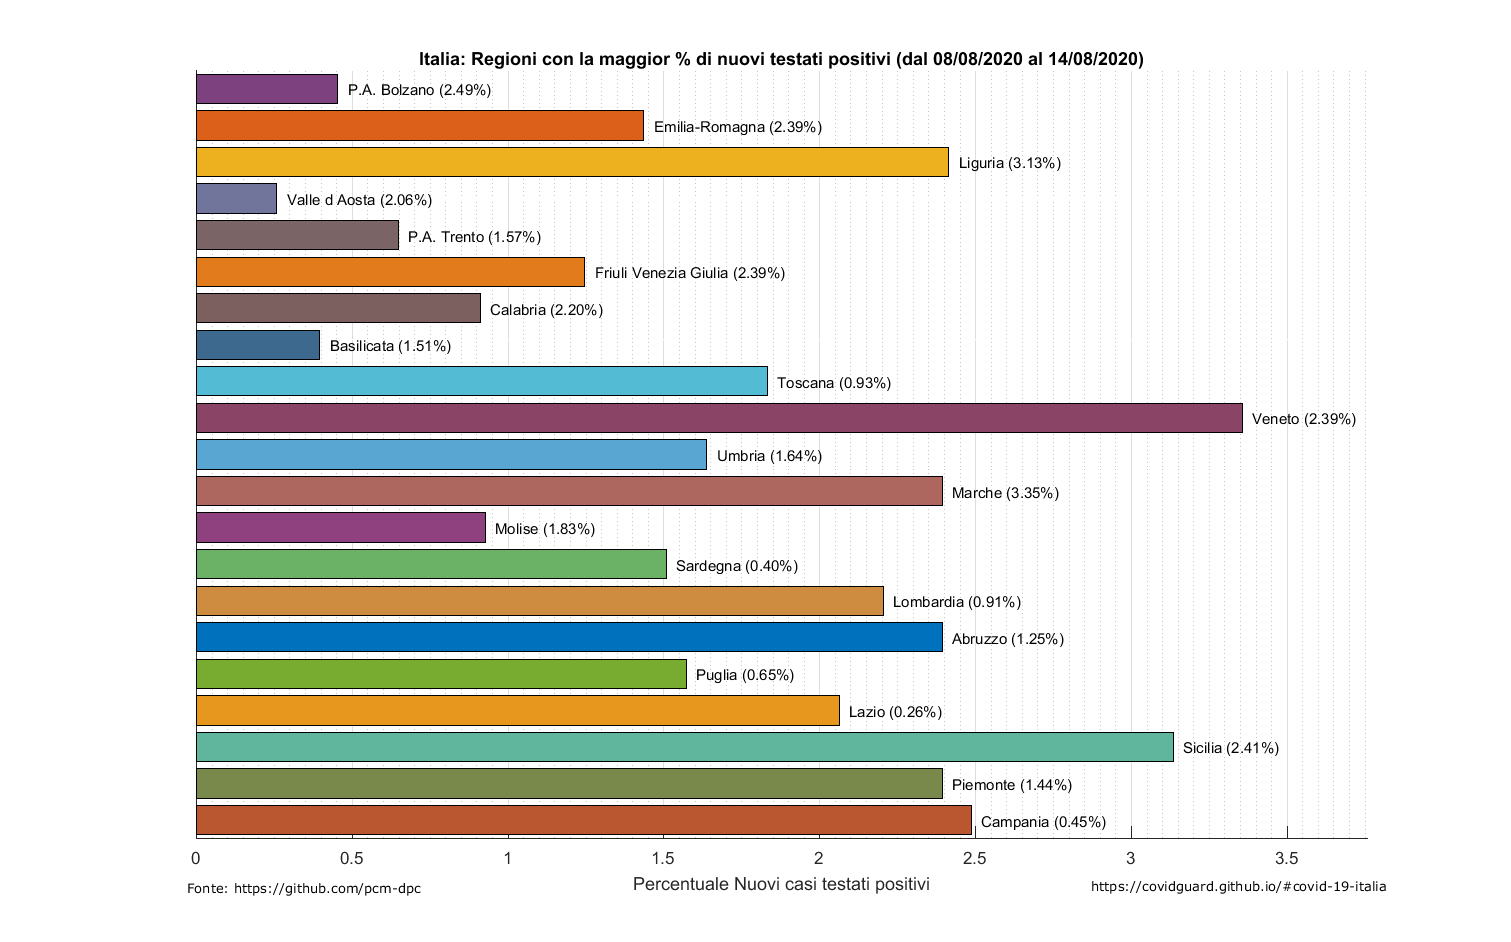 Italia: Regioni con la maggior % di nuovi testati positivi (dal 08/08/2020 al 14/08/2020)
P.A. Bolzano (2.49%)
Emilia-Romagna (2.39%)
Liguria (3.13%)
Valle d Aosta (2.06%)
P.A. Trento (1.57%)
Friuli Venezia Giulia (2.39%)
Calabria (2.20%)
Basilicata (1.51%)
Toscana (0.93%)
Veneto (2.39%)
Umbria (1.64%)
Marche (3.35%)
Molise (1.83%)
Sardegna (0.40%)
Lombardia (0.91%)
Abruzzo (1.25%)
Puglia (0.65%)
Lazio (0.26%)
Sicilia (2.41%)
Piemonte (1.44%)
Campania (0.45%)
0 0.5 1 1.5 2 2.5 3 3.5
Percentuale Nuovi casi testati positivi
Fonte: https://github.com/pcm-dpc
https://covidguard.github.io/#covid-19-italia